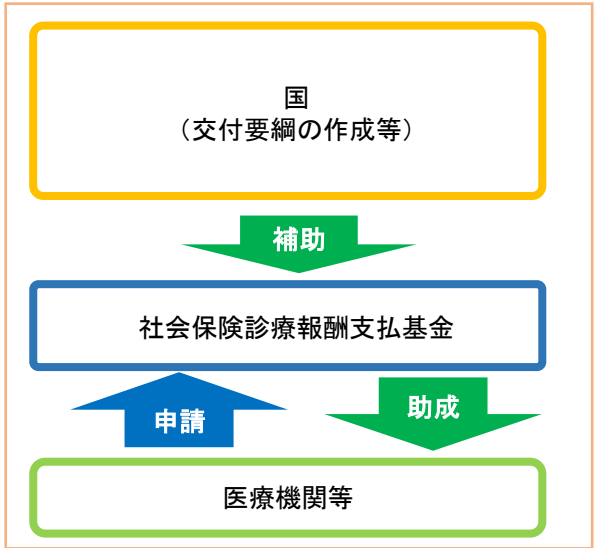 国
（交付要綱の作成等）
補助
社会保険診療報酬支払基金
申請
助成
医療機関等